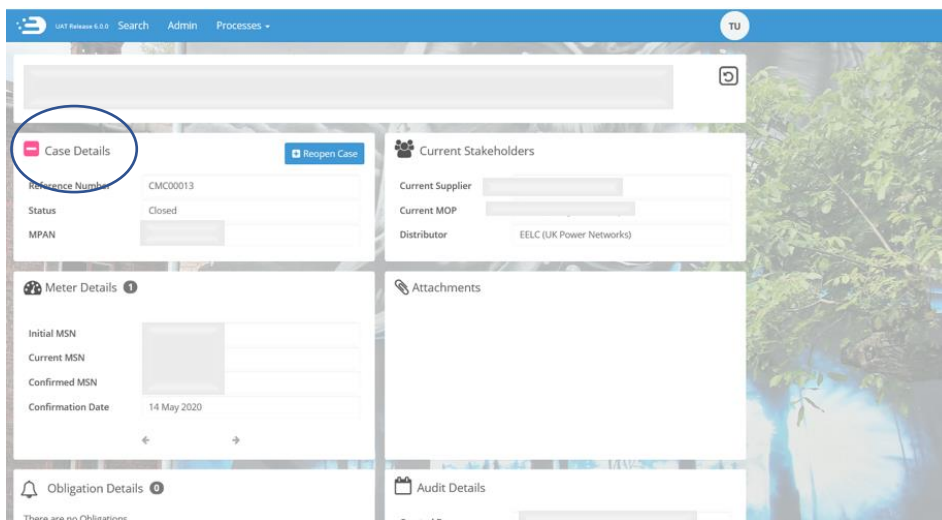 UAT Release 6.0.0 Search Admin Processes
TU
Case Details
Reopen Case
Reference Number CMC00013
Status Closed
MPAN
Current Stakeholders
Current Supplier
Current MOP
Distributor EELC (UK Power Networks)
Meter Details 1
Initial MSN
Current MSN
Confirmed MSN
Confirmation Date 14 May 2020
Attachments
Obligation Details 0
There are no Obligations
Audit Details